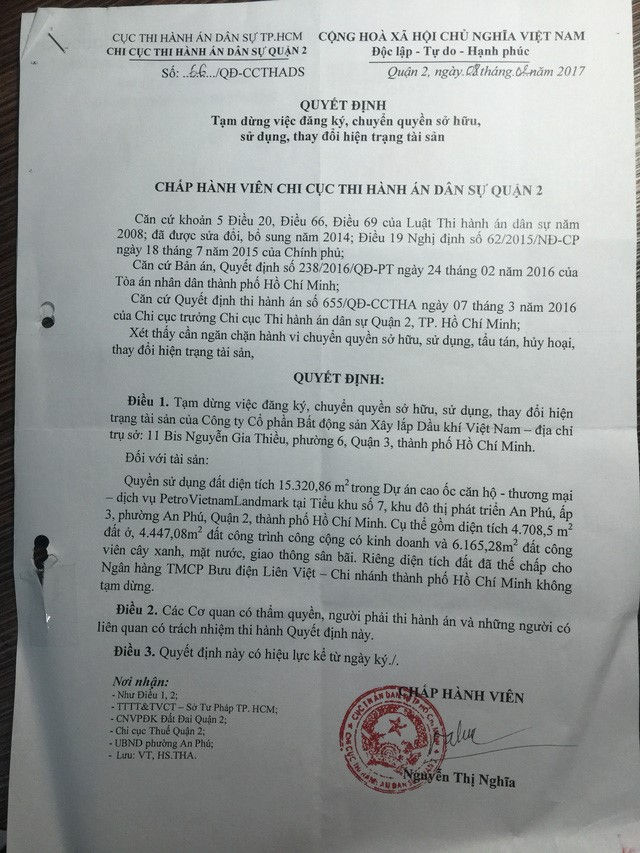 CỤC THI HÀNH ÁN DÂN SỰ TP.HCM
CHI CỤC THI HÀNH ÁN DÂN SỰ QUẬN 2
Số: ..66.../QĐ-CCTHADS
CỘNG HOÀ XÃ HỘI CHỦ NGHĨA VIỆT NAM
Độc lập - Tự do - Hạnh phúc
Quận 2, ngày 08 tháng 02 năm 2017
QUYẾT ĐỊNH
Tạm dừng việc đăng ký, chuyển quyền sở hữu,
sử dụng, thay đổi hiện trạng tài sản
CHẤP HÀNH VIÊN CHI CỤC THI HÀNH ÁN DÂN SỰ QUẬN 2
Căn cứ khoản 5 Điều 20, Điều 66, Điều 69 của Luật Thi hành án dân sự năm
2008; đã được sửa đổi, bổ sung năm 2014; Điều 19 Nghị định số 62/2015/NĐ-CP
ngày 18 tháng 7 năm 2015 của Chính phủ;
Căn cứ Bản án, Quyết định số 238/2016/QĐ-PT ngày 24 tháng 02 năm 2016 của
Tòa án nhân dân thành phố Hồ Chí Minh;
Căn cứ Quyết định thi hành án số 655/QĐ-CCTHA ngày 07 tháng 3 năm 2016
của Chi cục trưởng Chi cục Thi hành án dân sự Quận 2, TP. Hồ Chí Minh;
Xét thấy cần ngăn chặn hành vi chuyển quyền sở hữu, sử dụng, tẩu tán, hủy hoại,
thay đổi hiện trạng tài sản,
QUYẾT ĐỊNH:
Điều 1. Tạm dừng việc đăng ký, chuyển quyền sở hữu, sử dụng, thay đổi hiện
trạng tài sản của Công ty Cổ phần Bất động sản Xây lắp Dầu khí Việt Nam – địa chỉ
trụ sở: 11 Bis Nguyễn Gia Thiều, phường 6, Quận 3, thành phố Hồ Chí Minh.
Đối với tài sản:
Quyền sử dụng đất diện tích 15.320,86 m² trong Dự án cao ốc căn hộ - thương mại
– dịch vụ PetroVietnamLandmark tại Tiểu khu số 7, khu đô thị phát triển An Phú, ấp
3, phường An Phú, Quận 2, thành phố Hồ Chí Minh. Cụ thể gồm diện tích 4.708,5 m²
đất ở, 4.447,08m² đất công trình công cộng có kinh doanh và 6.165,28m² đất công
viên cây xanh, mặt nước, giao thông sân bãi. Riêng diện tích đất đã thế chấp cho
Ngân hàng TMCP Bưu điện Liên Việt – Chi nhánh thành phố Hồ Chí Minh không
tạm dừng.
Điều 2. Các Cơ quan có thẩm quyền, người phải thi hành án và những người có
liên quan có trách nhiệm thi hành Quyết định này.
Điều 3. Quyết định này có hiệu lực kể từ ngày ký./.
Nơi nhận:
- Như Điều 1, 2;
- TTTT&TVCT – Sở Tư Pháp TP. HCM;
- CNVPĐK Đất Đai Quận 2;
- Chi cục Thuế Quận 2;
- UBND phường An Phú;
- Lưu: VT, HS.THA.
CHẤP HÀNH VIÊN
Nguyễn Thị Nghĩa